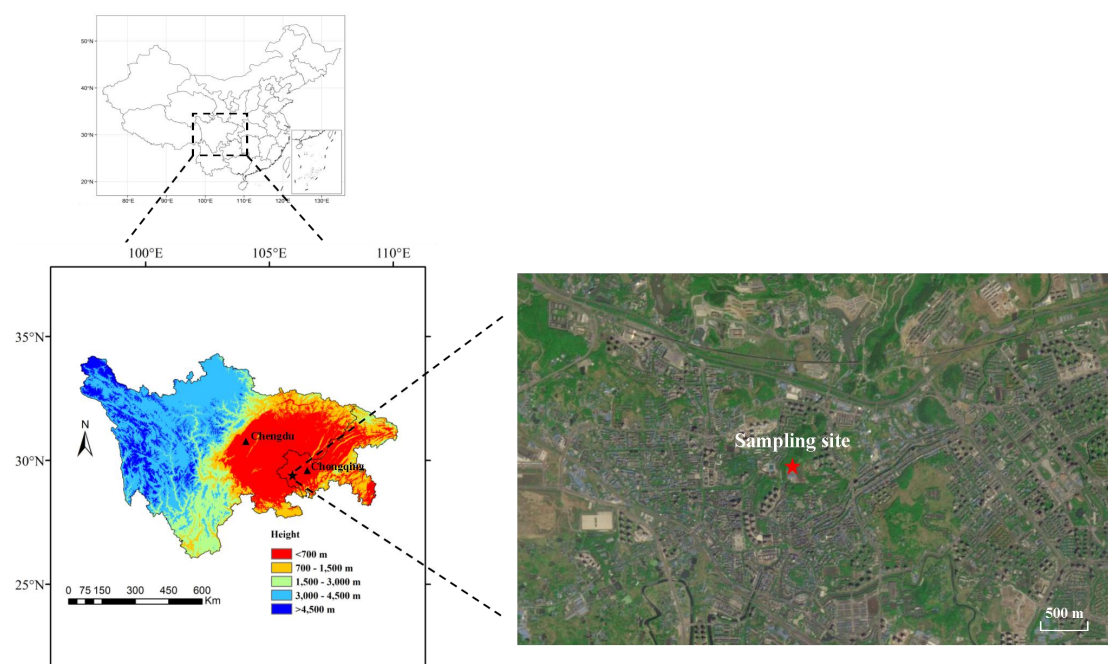 50°N
40°N
30°N
20°N
80°E 90°E 100°E 110°E 120°E 130°E
100°E 105°E 110°E
35°N
30°N
25°N
N
Chengdu
Chongqing
Height
<700 m
700 - 1,500 m
1,500 - 3,000 m
3,000 - 4,500 m
>4,500 m
0 75 150 300 450 600
Km
Sampling site
500 m